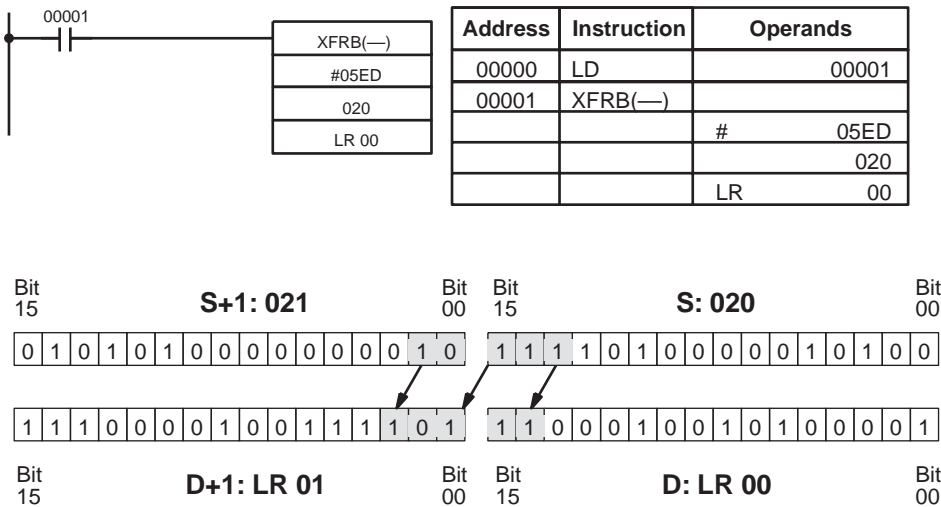 00001
XFRB(—)
#05ED
020
LR 00
Address Instruction Operands
00000 LD 00001
00001 XFRB(—)
# 05ED
020
LR 00
Bit 15
S+1: 021
Bit 00
Bit 15
S: 020
Bit 00
0 1 0 1 0 1 0 0 0 0 0 0 0 0 1 0
1 1 1 1 0 1 0 0 0 0 0 1 0 1 0 0
1 1 1 0 0 0 0 1 0 0 1 1 1 1 0 1
1 1 0 0 0 1 0 0 1 0 1 0 0 0 0 1
Bit 15
D+1: LR 01
Bit 00
Bit 15
D: LR 00
Bit 00